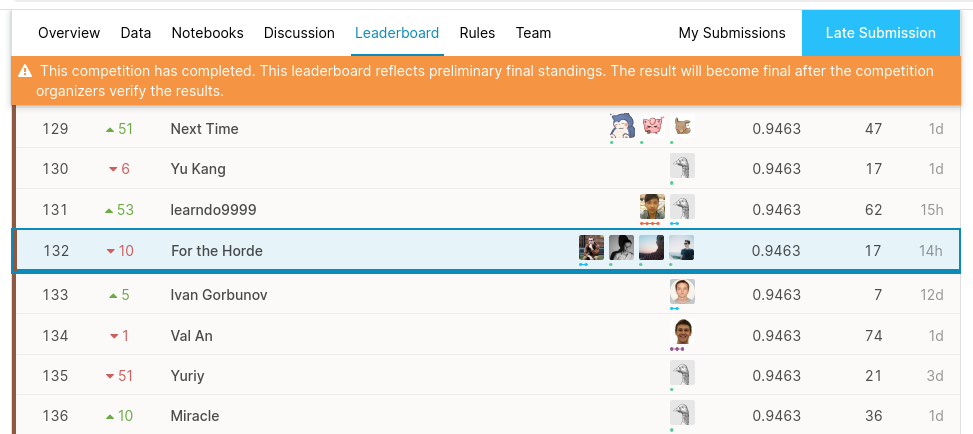 Overview Data Notebooks Discussion Leaderboard Rules Team My Submissions Late Submission
This competition has completed. This leaderboard reflects preliminary final standings. The result will become final after the competition
organizers verify the results.
129 51 Next Time 0.9463 47 1d
130 6 Yu Kang 0.9463 17 1d
131 53 learndo9999 0.9463 62 15h
132 10 For the Horde 0.9463 17 14h
133 5 Ivan Gorbunov 0.9463 7 12d
134 1 Val An 0.9463 74 1d
135 51 Yuriy 0.9463 21 3d
136 10 Miracle 0.9463 36 1d